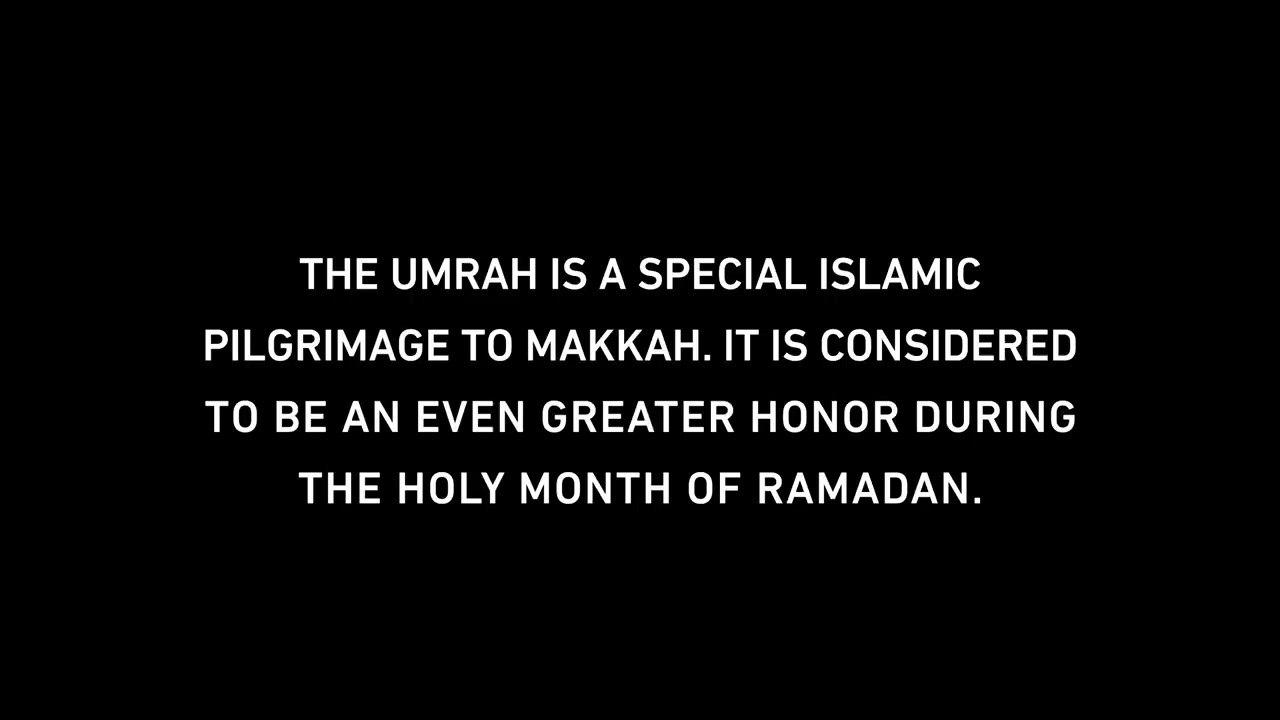 THE UMRAH IS A SPECIAL ISLAMIC
PILGRIMAGE TO MAKKAH. IT IS CONSIDERED
TO BE AN EVEN GREATER HONOR DURING
THE HOLY MONTH OF RAMADAN.